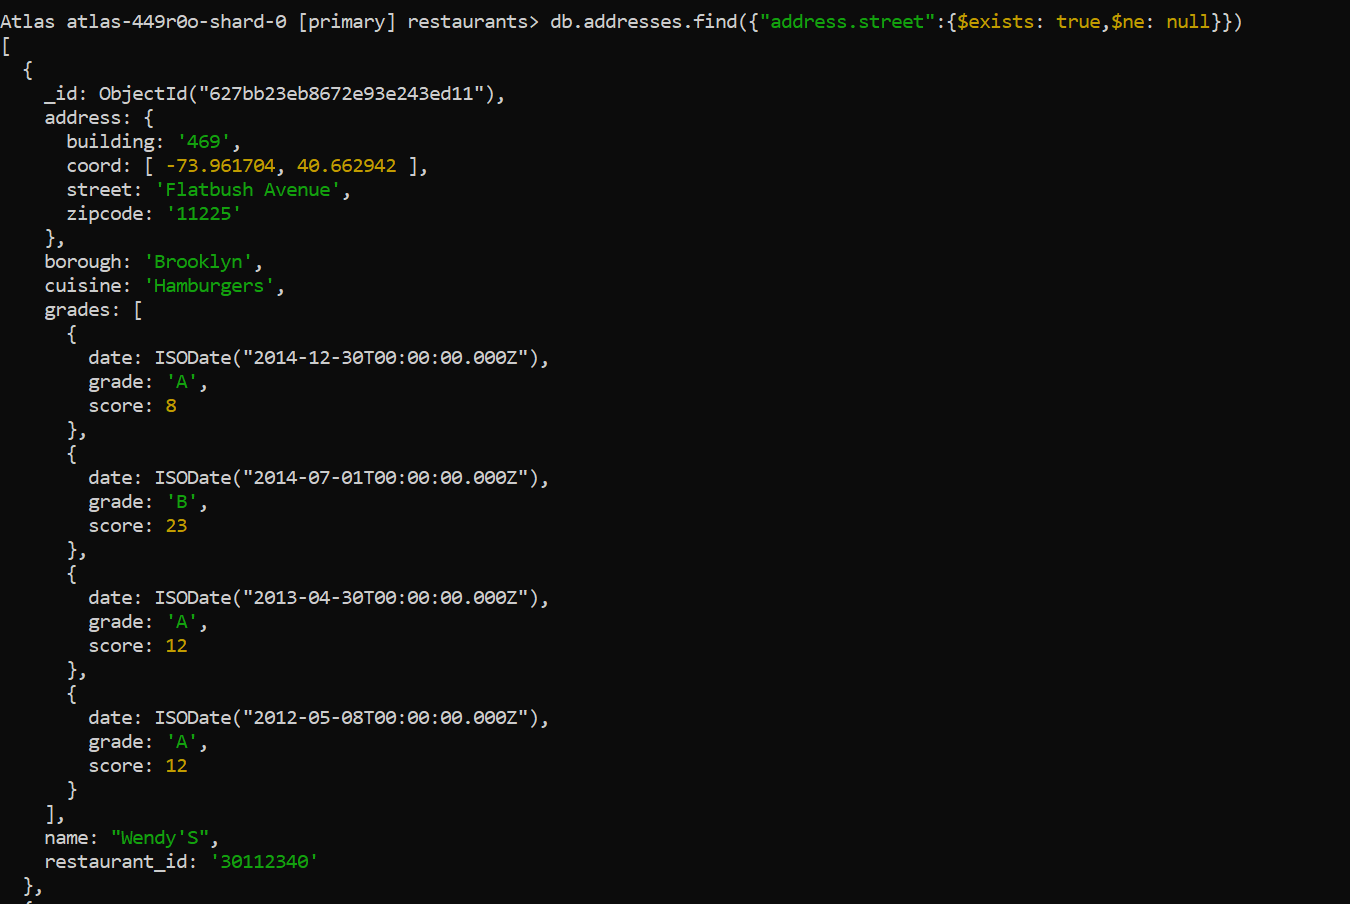 Atlas atlas-449r0o-shard-0 [primary] restaurants> db.addresses.find({"address.street":{$exists: true,$ne: null}})
[
  {
    _id: ObjectId("627bb23eb8672e93e243ed11"),
    address: {
      building: '469',
      coord: [ -73.961704, 40.662942 ],
      street: 'Flatbush Avenue',
      zipcode: '11225'
    },
    borough: 'Brooklyn',
    cuisine: 'Hamburgers',
    grades: [
      {
        date: ISODate("2014-12-30T00:00:00.000Z"),
        grade: 'A',
        score: 8
      },
      {
        date: ISODate("2014-07-01T00:00:00.000Z"),
        grade: 'B',
        score: 23
      },
      {
        date: ISODate("2013-04-30T00:00:00.000Z"),
        grade: 'A',
        score: 12
      },
      {
        date: ISODate("2012-05-08T00:00:00.000Z"),
        grade: 'A',
        score: 12
      }
    ],
    name: "Wendy'S",
    restaurant_id: '30112340'
  },